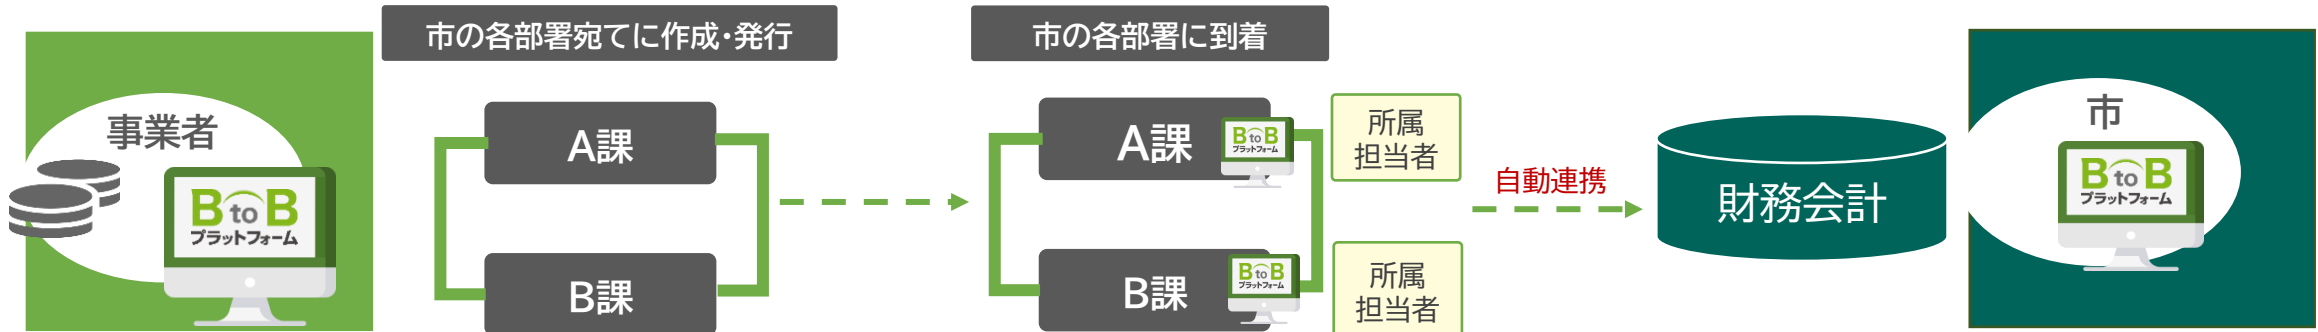 市の各部署宛てに作成・発行
市の各部署に到着
事業者
BtoB
プラットフォーム
A課
B課
A課
BtoB
プラットフォーム
所属
担当者
B課
BtoB
プラットフォーム
所属
担当者
自動連携
財務会計
市
BtoB
プラットフォーム